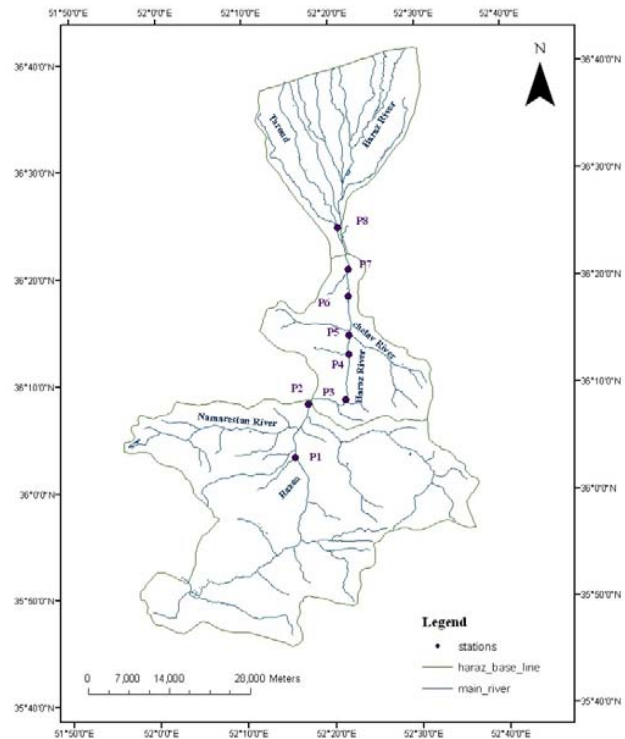 51°50'0"E 52°0'0"E 52°10'0"E 52°20'0"E 52°30'0"E 52°40'0"E
N
36°40'0"N 36°40'0"N
Haraz River
36°30'0"N 36°30'0"N
P8
P7
36°20'0"N 36°20'0"N
P6
P5
chelav River
P4
Haraz River
36°10'0"N 36°10'0"N
P2 P3
Namarestan River
P1
36°0'0"N 36°0'0"N
35°50'0"N 35°50'0"N
Legend
stations
haraz_base_line
main_river
0 7,000 14,000 28,000 Meters
35°40'0"N 35°40'0"N
51°50'0"E 52°0'0"E 52°10'0"E 52°20'0"E 52°30'0"E 52°40'0"E